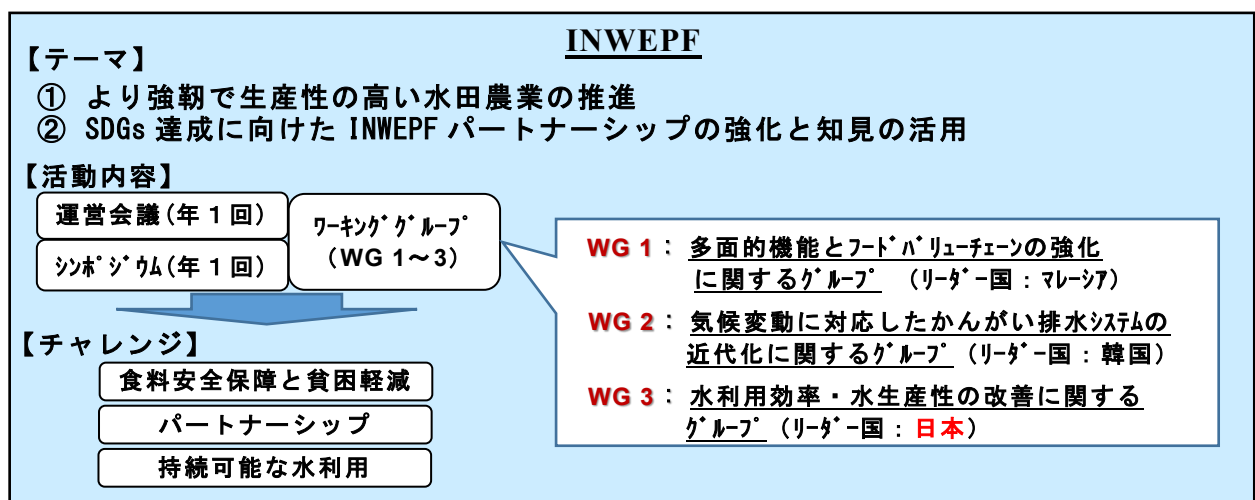 INWEPF
【テーマ】
① より強靭で生産性の高い水田農業の推進
② SDGs 達成に向けた INWEPF パートナーシップの強化と知見の活用
【活動内容】
運営会議(年１回)
ｼﾝﾎﾟｼﾞｳﾑ(年１回)
ﾜｰｷﾝｸﾞｸﾞﾙｰﾌﾟ
(WG 1～3)
WG 1： 多面的機能とﾌｰﾄﾞﾊﾞﾘｭｰﾁｪｰﾝの強化
に関するｸﾞﾙｰﾌﾟ （ﾘｰﾀﾞｰ国：ﾏﾚｰｼｱ）
WG 2： 気候変動に対応したかんがい排水ｼｽﾃﾑの
近代化に関するｸﾞﾙｰﾌﾟ（ﾘｰﾀﾞｰ国：韓国）
WG 3： 水利用効率・水生産性の改善に関する
ｸﾞﾙｰﾌﾟ（ﾘｰﾀﾞｰ国：日本）
【チャレンジ】
食料安全保障と貧困軽減
パートナーシップ
持続可能な水利用